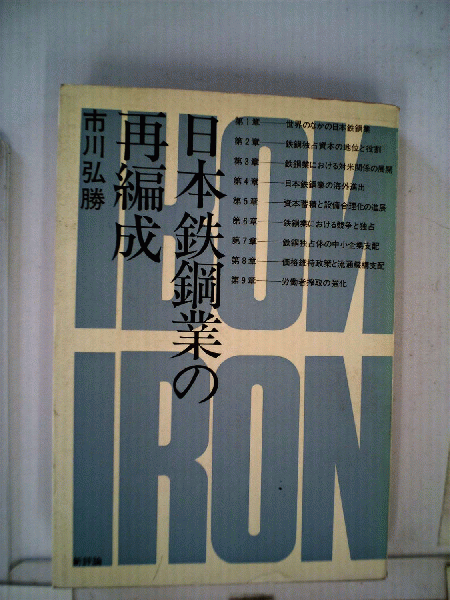 日本鉄鋼業の
再編成
市川弘勝
第1章——世界のなかの日本鉄鋼業
第2章——鉄鋼独占資本の地位と役割
第3章——鉄鋼業における対米関係の展開
第4章——日本鉄鋼業の海外進出
第5章——資本蓄積と設備合理化の進展
第6章——鉄鋼業における競争と独占
第7章——鉄鋼独占体の中小企業支配
第8章——価格維持政策と流通機構支配
第9章——労働者搾取の強化
IRON
IRON
新評論